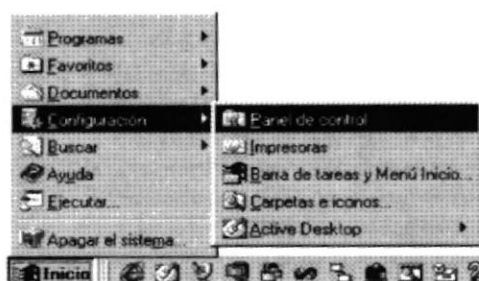 Programas
Favoritos
Documentos
Configuración
Panel de control
Buscar
Impresoras
Ayuda
Barra de tareas y Menú Inicio...
Ejecutar...
Carpetas e iconos...
Active Desktop
Apagar el sistema...
Inicio